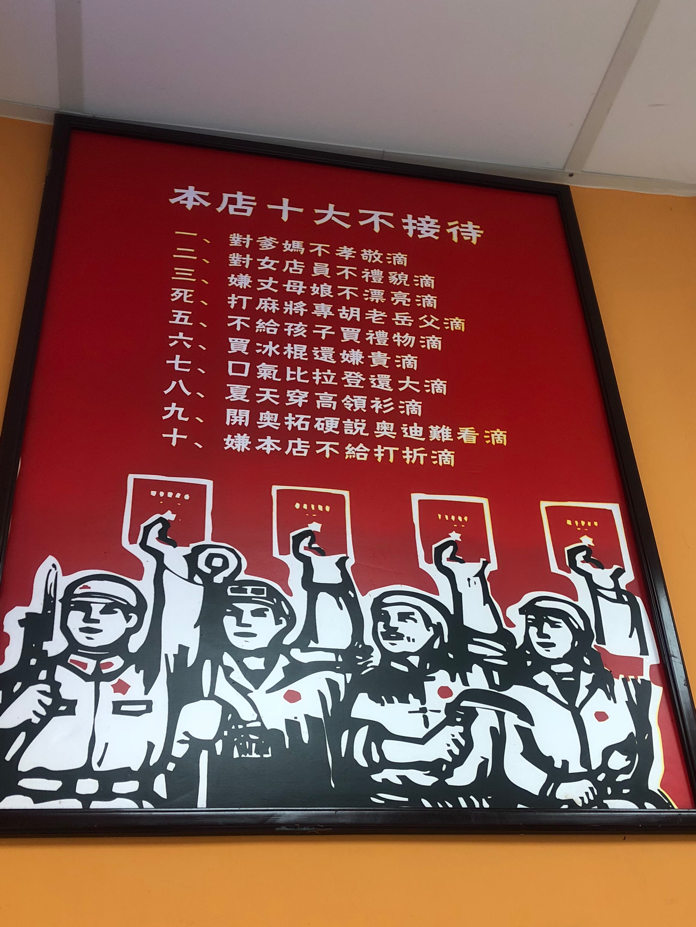 本店十大不接待
一、對爹媽不孝敬滴
二、對女店員不禮貌滴
三、嫌丈母娘不漂亮滴
死、打麻將專胡老岳父滴
五、不給孩子買禮物滴
六、買冰棍還嫌貴滴
七、口氣比拉登還大滴
八、夏天穿高領衫滴
九、開奧拓硬説奥迪難看滴
十、嫌本店不給打折滴